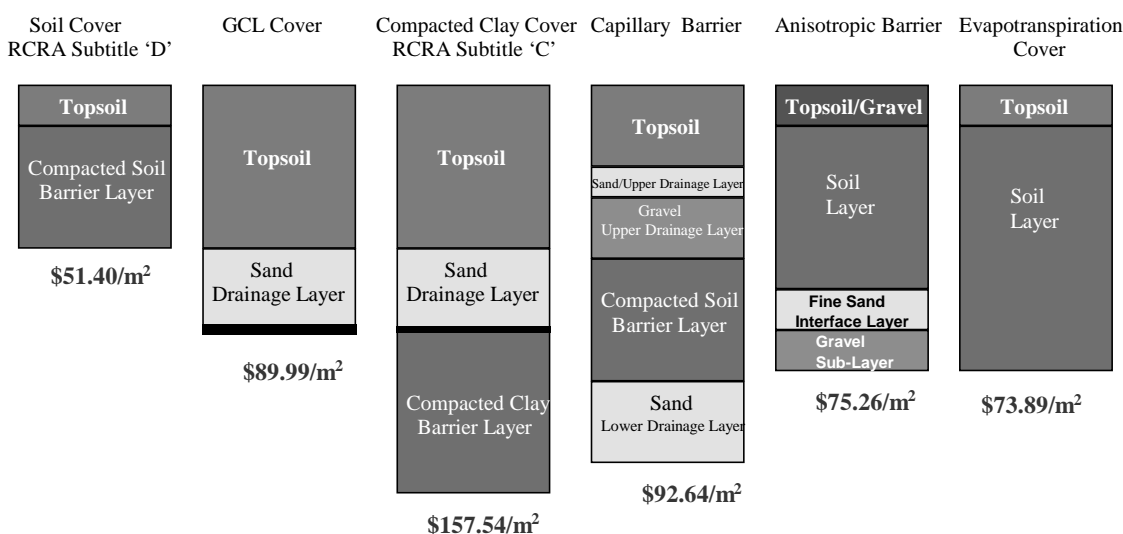 Soil Cover
RCRA Subtitle ‘D’
GCL Cover
Compacted Clay Cover
RCRA Subtitle ‘C’
Capillary Barrier
Anisotropic Barrier
Evapotranspiration
Cover
Topsoil
Compacted Soil
Barrier Layer
$51.40/m²
Topsoil
Sand
Drainage Layer
$89.99/m²
Topsoil
Sand
Drainage Layer
Compacted Clay
Barrier Layer
$157.54/m²
Topsoil
Sand/Upper Drainage Layer
Gravel
Upper Drainage Layer
Compacted Soil
Barrier Layer
Sand
Lower Drainage Layer
$92.64/m²
Topsoil/Gravel
Soil
Layer
Fine Sand
Interface Layer
Gravel
Sub-Layer
$75.26/m²
Topsoil
Soil
Layer
$73.89/m²